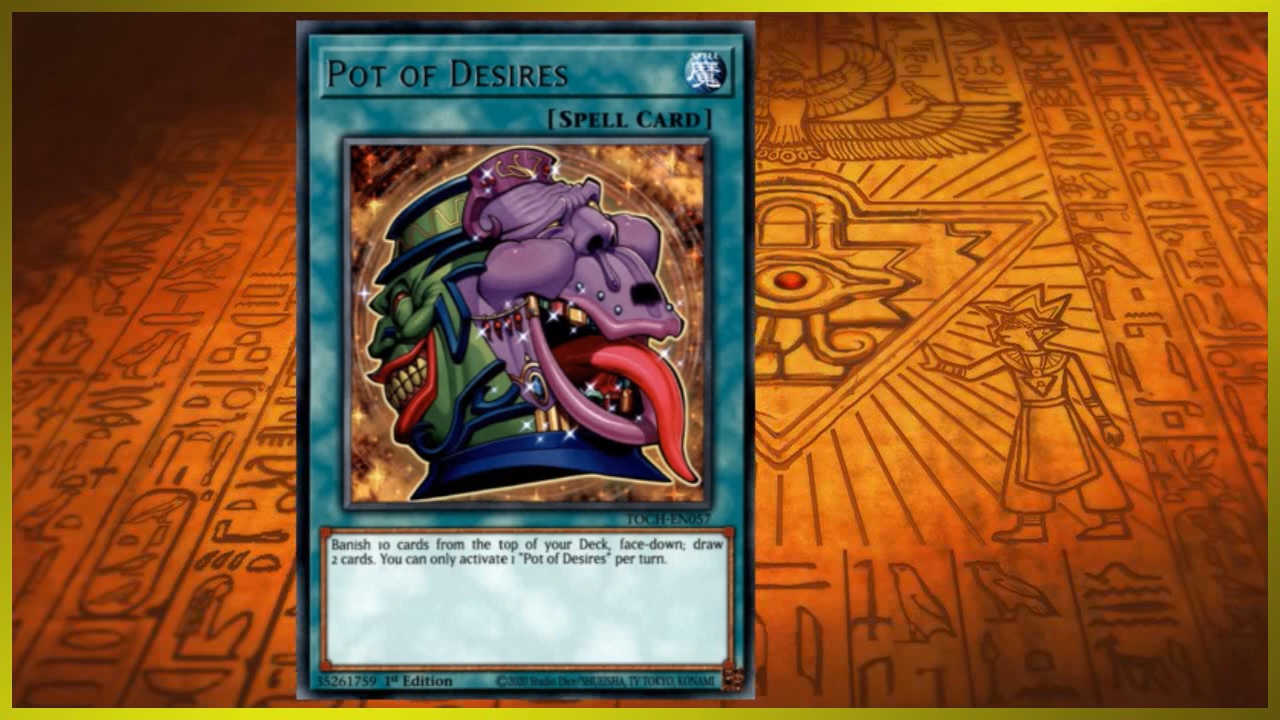 POT OF DESIRES
魔
[SPELL CARD]
TOCH-EN057
Banish 10 cards from the top of your Deck, face-down; draw
2 cards. You can only activate 1 "Pot of Desires" per turn.
35261759 1st Edition ©2020 Studio Dice/SHUEISHA, TV TOKYO, KONAMI